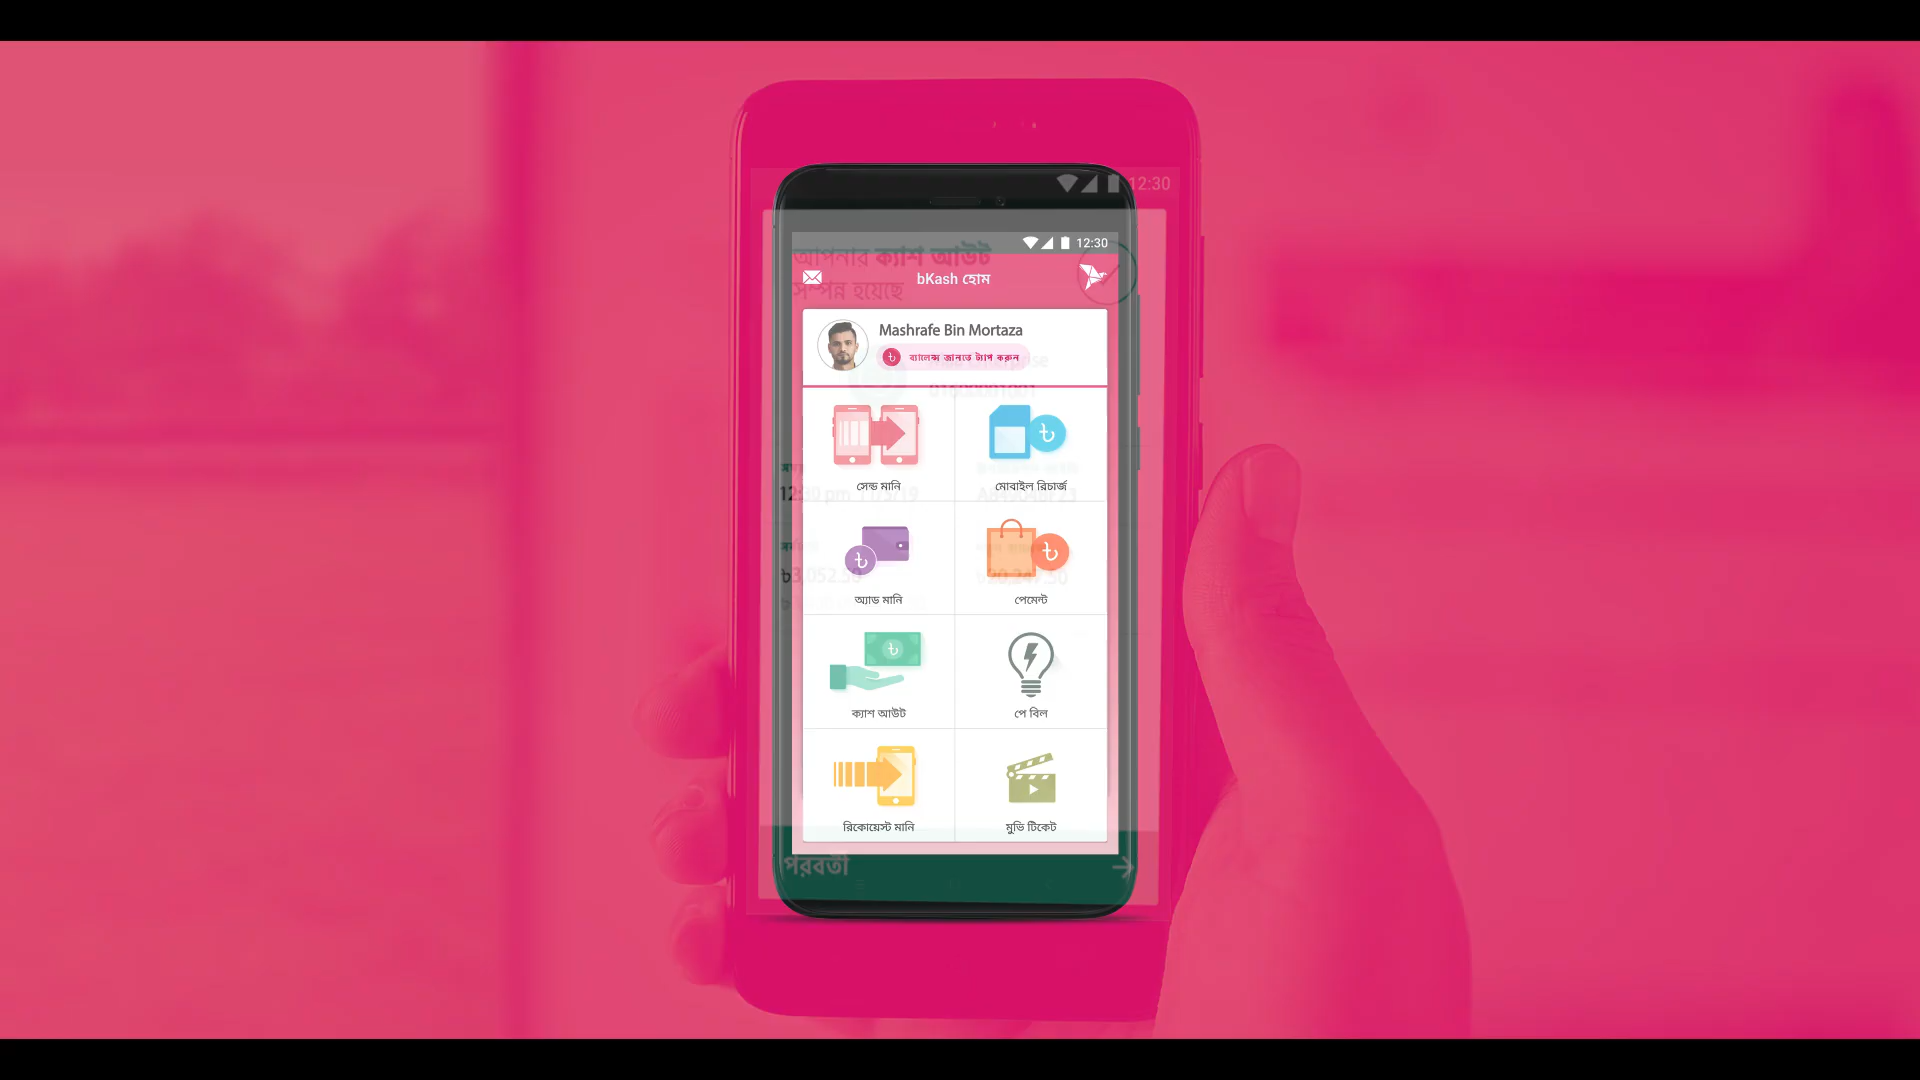 12:30
12:30
আপনার ক্যাশ আউট
সম্পন্ন হয়েছে
bKash হোম
Mashrafe Bin Mortaza
ব্যালেন্স জানতে ট্যাপ করুন
সেন্ড মানি
মোবাইল রিচার্জ
অ্যাড মানি
পেমেন্ট
ক্যাশ আউট
পে বিল
রিকোয়েস্ট মানি
মুভি টিকেট
পরবর্তী